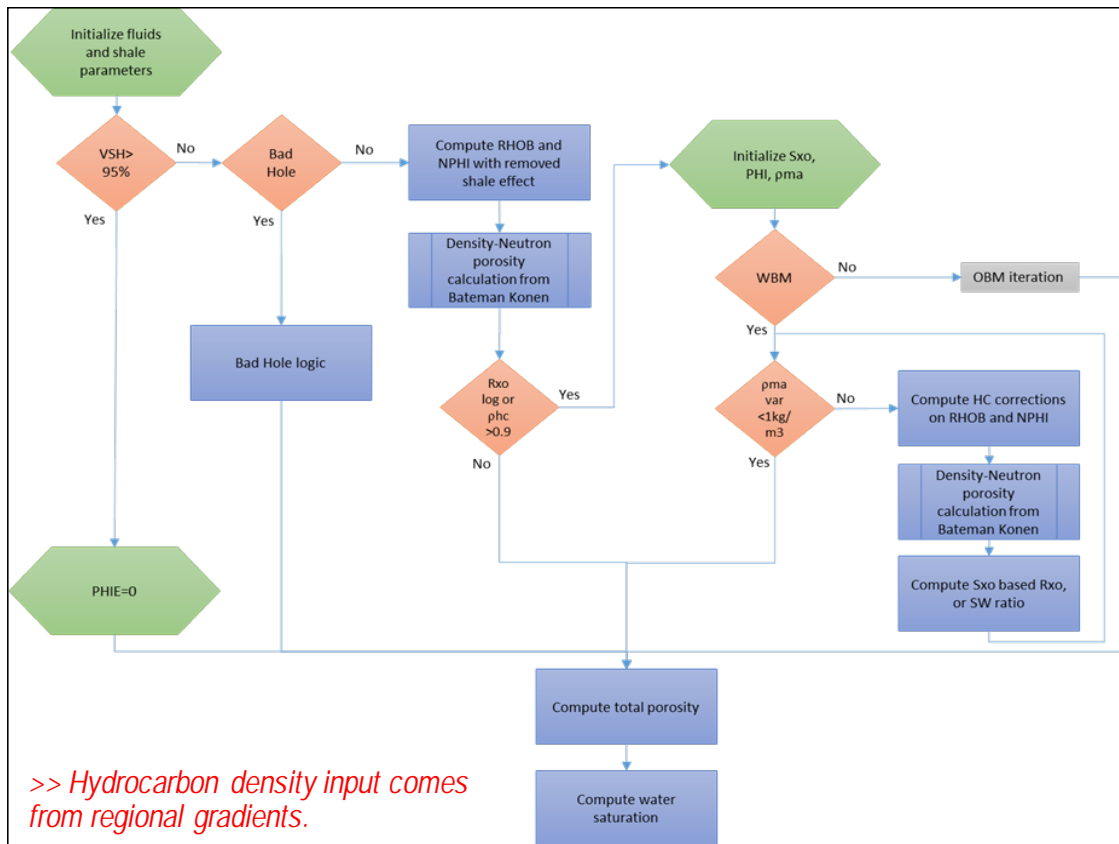 Initialize fluids
and shale
parameters
VSH>
95%
No
Yes
Bad
Hole
No
Yes
Compute RHOB and
NPHI with removed
shale effect
Density-Neutron
porosity
calculation from
Bateman Konen
Bad Hole logic
Rxo
log or
ρhc
>0.9
Yes
No
Initialize Sxo,
PHI, ρma
WBM
No
OBM iteration
Yes
ρma
var
<1kg/
m3
No
Yes
Compute HC corrections
on RHOB and NPHI
Density-Neutron
porosity
calculation from
Bateman Konen
Compute Sxo based Rxo,
or SW ratio
PHIE=0
Compute total porosity
Compute water
saturation
>> Hydrocarbon density input comes
from regional gradients.